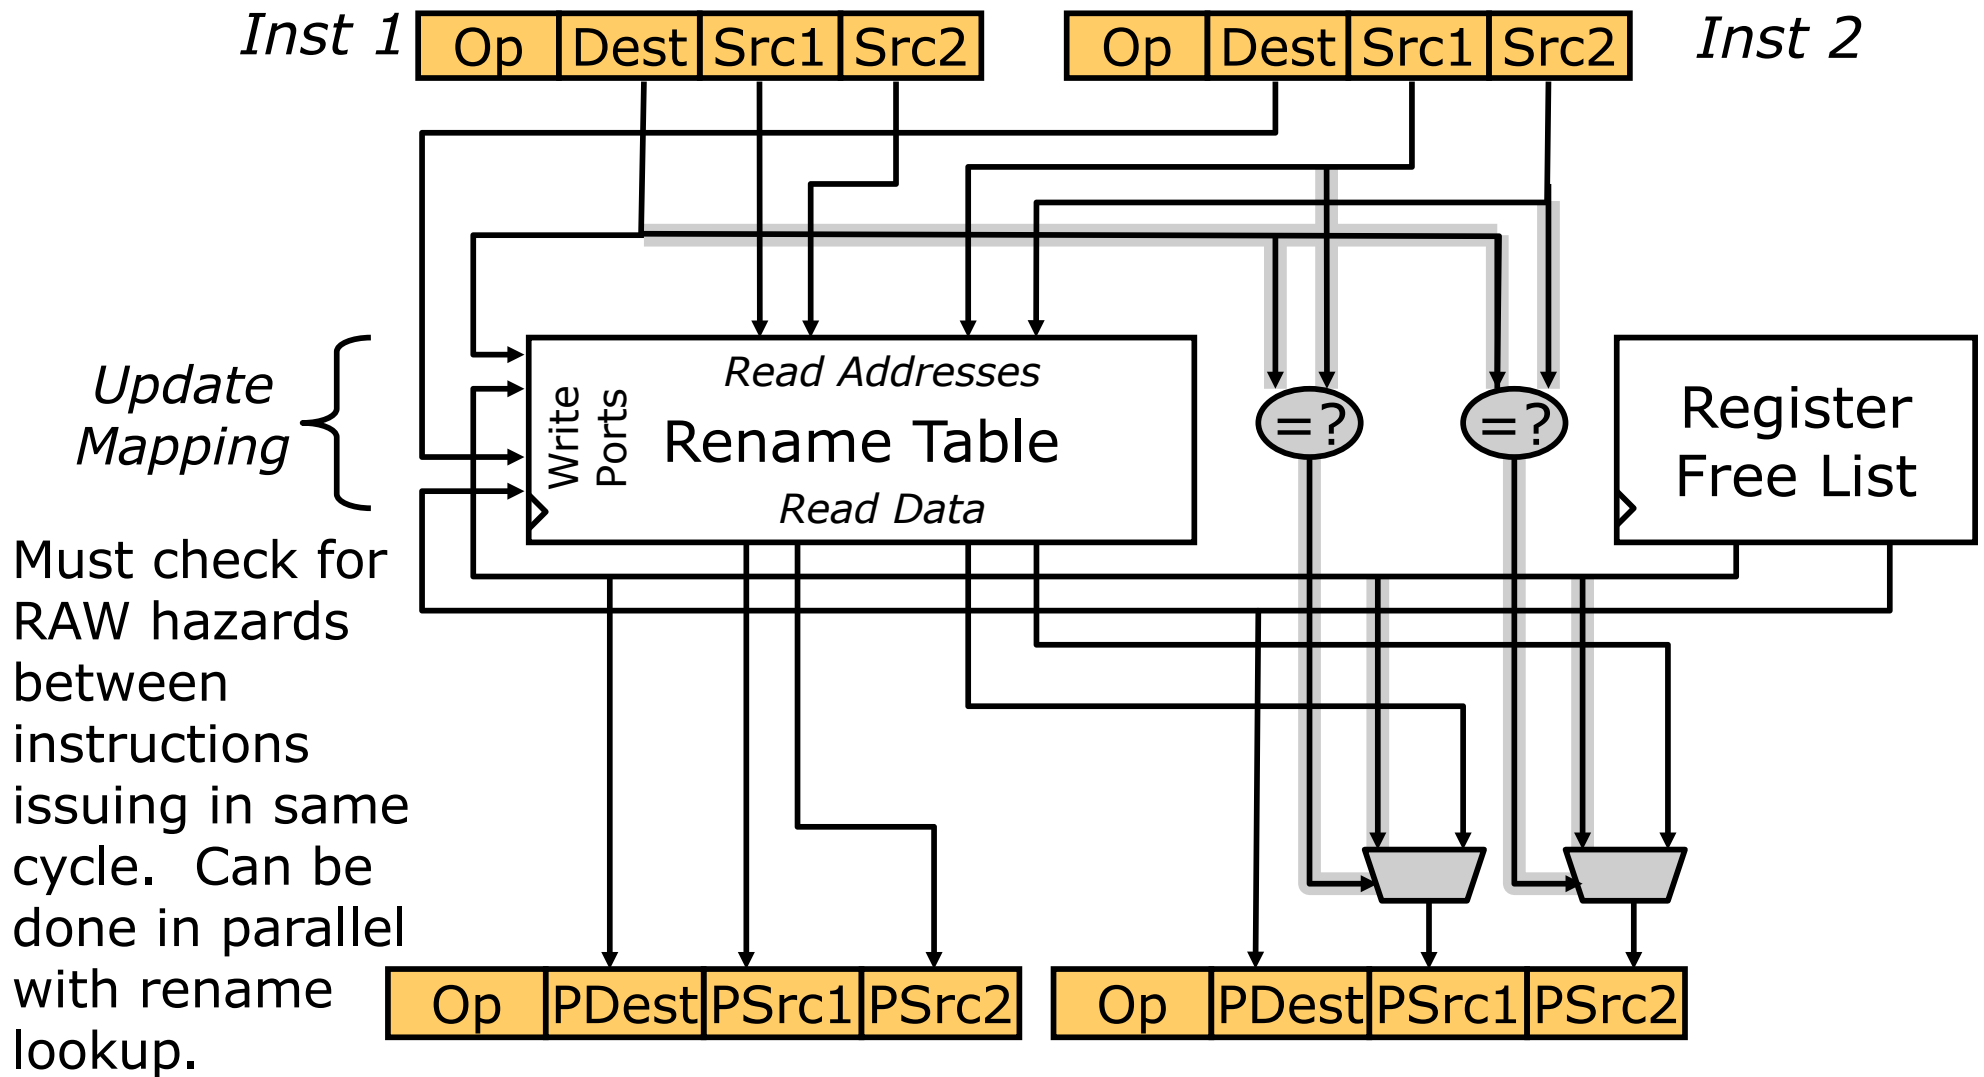 Inst 1
Op Dest Src1 Src2
Op Dest Src1 Src2
Inst 2
Update
Mapping
Write
Ports
Read Addresses
Rename Table
Read Data
=?
=?
Register
Free List
Must check for
RAW hazards
between
instructions
issuing in same
cycle.  Can be
done in parallel
with rename
lookup.
Op PDest PSrc1 PSrc2
Op PDest PSrc1 PSrc2